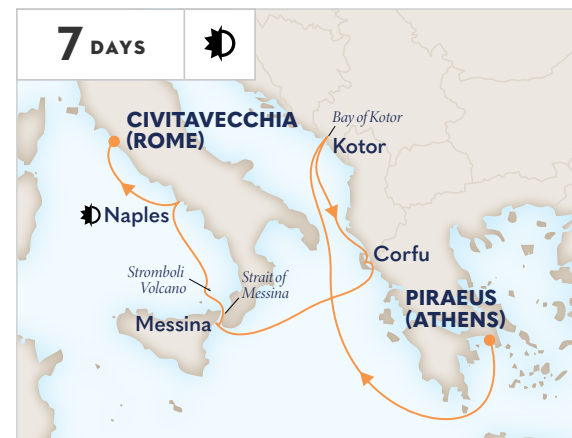 7 DAYS
CIVITAVECCHIA
(ROME)
Bay of Kotor
Kotor
Naples
Corfu
Stromboli
Volcano
Strait of
Messina
PIRAEUS
(ATHENS)
Messina